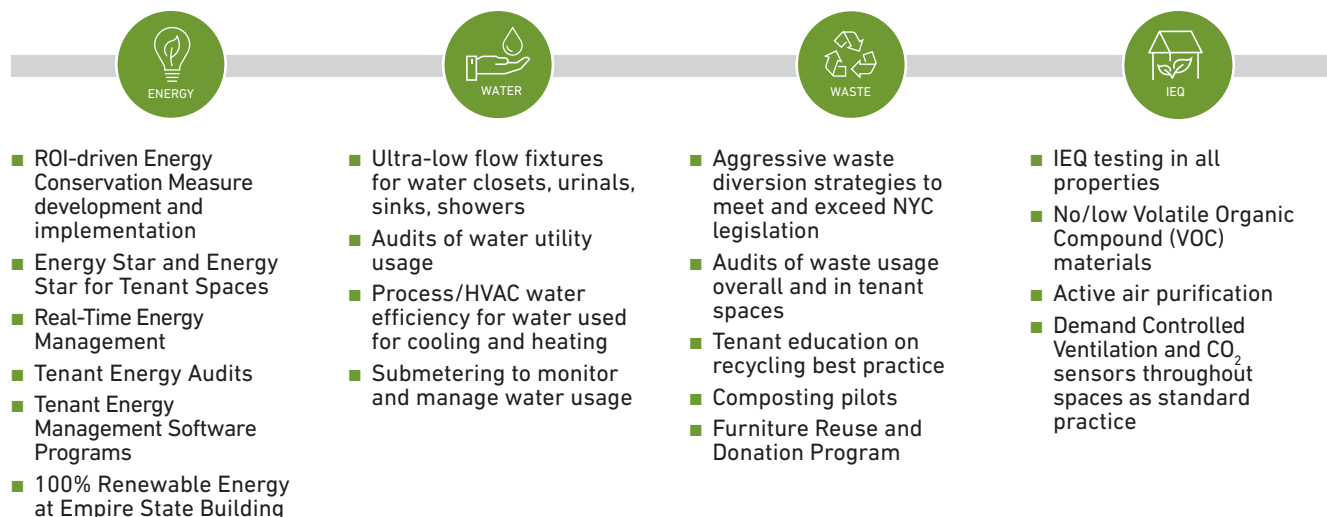 ENERGY
■ ROI-driven Energy
Conservation Measure
development and
implementation
■ Energy Star and Energy
Star for Tenant Spaces
■ Real-Time Energy
Management
■ Tenant Energy Audits
■ Tenant Energy
Management Software
Programs
■ 100% Renewable Energy
at Empire State Building
WATER
■ Ultra-low flow fixtures
for water closets, urinals,
sinks, showers
■ Audits of water utility
usage
■ Process/HVAC water
efficiency for water used
for cooling and heating
■ Submetering to monitor
and manage water usage
WASTE
■ Aggressive waste
diversion strategies to
meet and exceed NYC
legislation
■ Audits of waste usage
overall and in tenant
spaces
■ Tenant education on
recycling best practice
■ Composting pilots
■ Furniture Reuse and
Donation Program
IEQ
■ IEQ testing in all
properties
■ No/low Volatile Organic
Compound (VOC)
materials
■ Active air purification
■ Demand Controlled
Ventilation and CO₂
sensors throughout
spaces as standard
practice